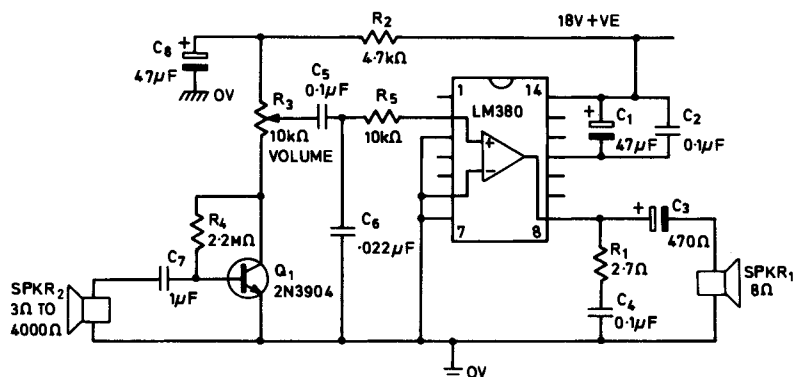 R2
4.7kΩ
18V +VE
C8
+
47µF
0V
R3
10kΩ
VOLUME
C5
0.1µF
R5
10kΩ
1
14
LM380
+
−
7
8
+
C1
47µF
C2
0.1µF
R4
2.2MΩ
C6
.022µF
C7
1µF
Q1
2N3904
SPKR2
3Ω TO
4000Ω
+
C3
470Ω
R1
2.7Ω
C4
0.1µF
SPKR1
8Ω
0V